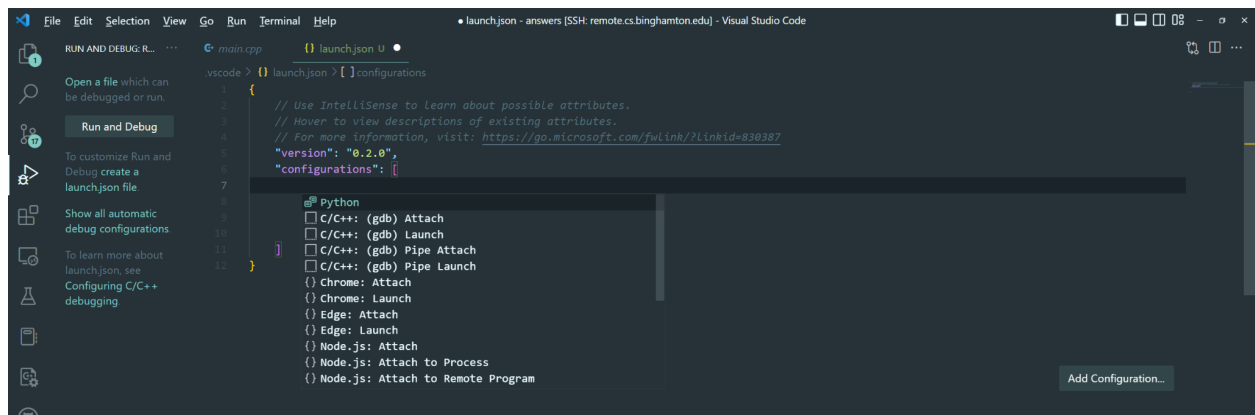 File Edit Selection View Go Run Terminal Help
● launch.json - answers [SSH: remote.cs.binghamton.edu] - Visual Studio Code
RUN AND DEBUG: R... ···
main.cpp
{} launch.json U ●
.vscode > {} launch.json > [ ] configurations
Open a file which can
be debugged or run.
Run and Debug
To customize Run and
Debug create a
launch.json file.
Show all automatic
debug configurations.
To learn more about
launch.json, see
Configuring C/C++
debugging.
1
17
1 {
2 // Use IntelliSense to learn about possible attributes.
3 // Hover to view descriptions of existing attributes.
4 // For more information, visit: https://go.microsoft.com/fwlink/?linkid=830387
5 "version": "0.2.0",
6 "configurations": [
7
8
9
10
11 ]
12 }
Python
C/C++: (gdb) Attach
C/C++: (gdb) Launch
C/C++: (gdb) Pipe Attach
C/C++: (gdb) Pipe Launch
{} Chrome: Attach
{} Chrome: Launch
{} Edge: Attach
{} Edge: Launch
{} Node.js: Attach
{} Node.js: Attach to Process
{} Node.js: Attach to Remote Program
Add Configuration...